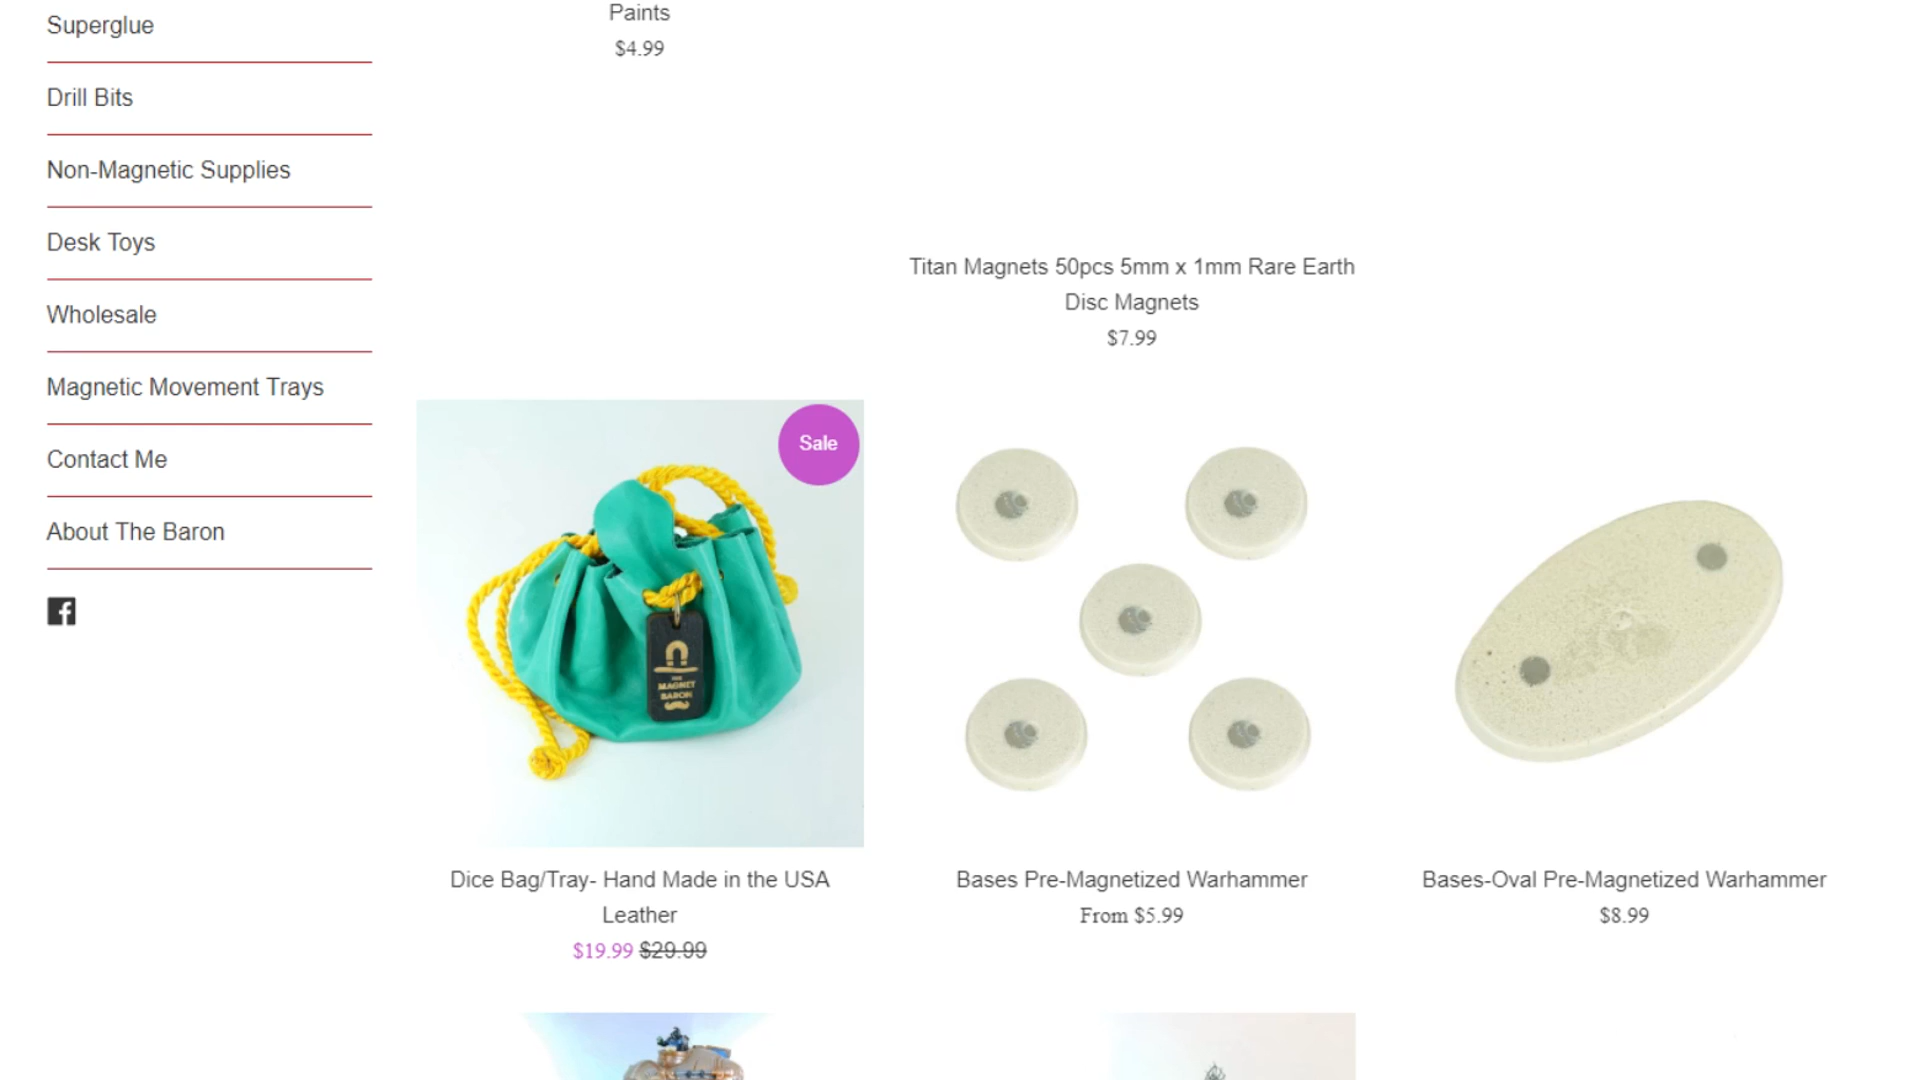 Superglue
Drill Bits
Non-Magnetic Supplies
Desk Toys
Wholesale
Magnetic Movement Trays
Contact Me
About The Baron
Paints
$4.99
Titan Magnets 50pcs 5mm x 1mm Rare Earth
Disc Magnets
$7.99
Sale
THE
MAGNET
BARON
Dice Bag/Tray- Hand Made in the USA
Leather
$19.99 $29.99
Bases Pre-Magnetized Warhammer
From $5.99
Bases-Oval Pre-Magnetized Warhammer
$8.99